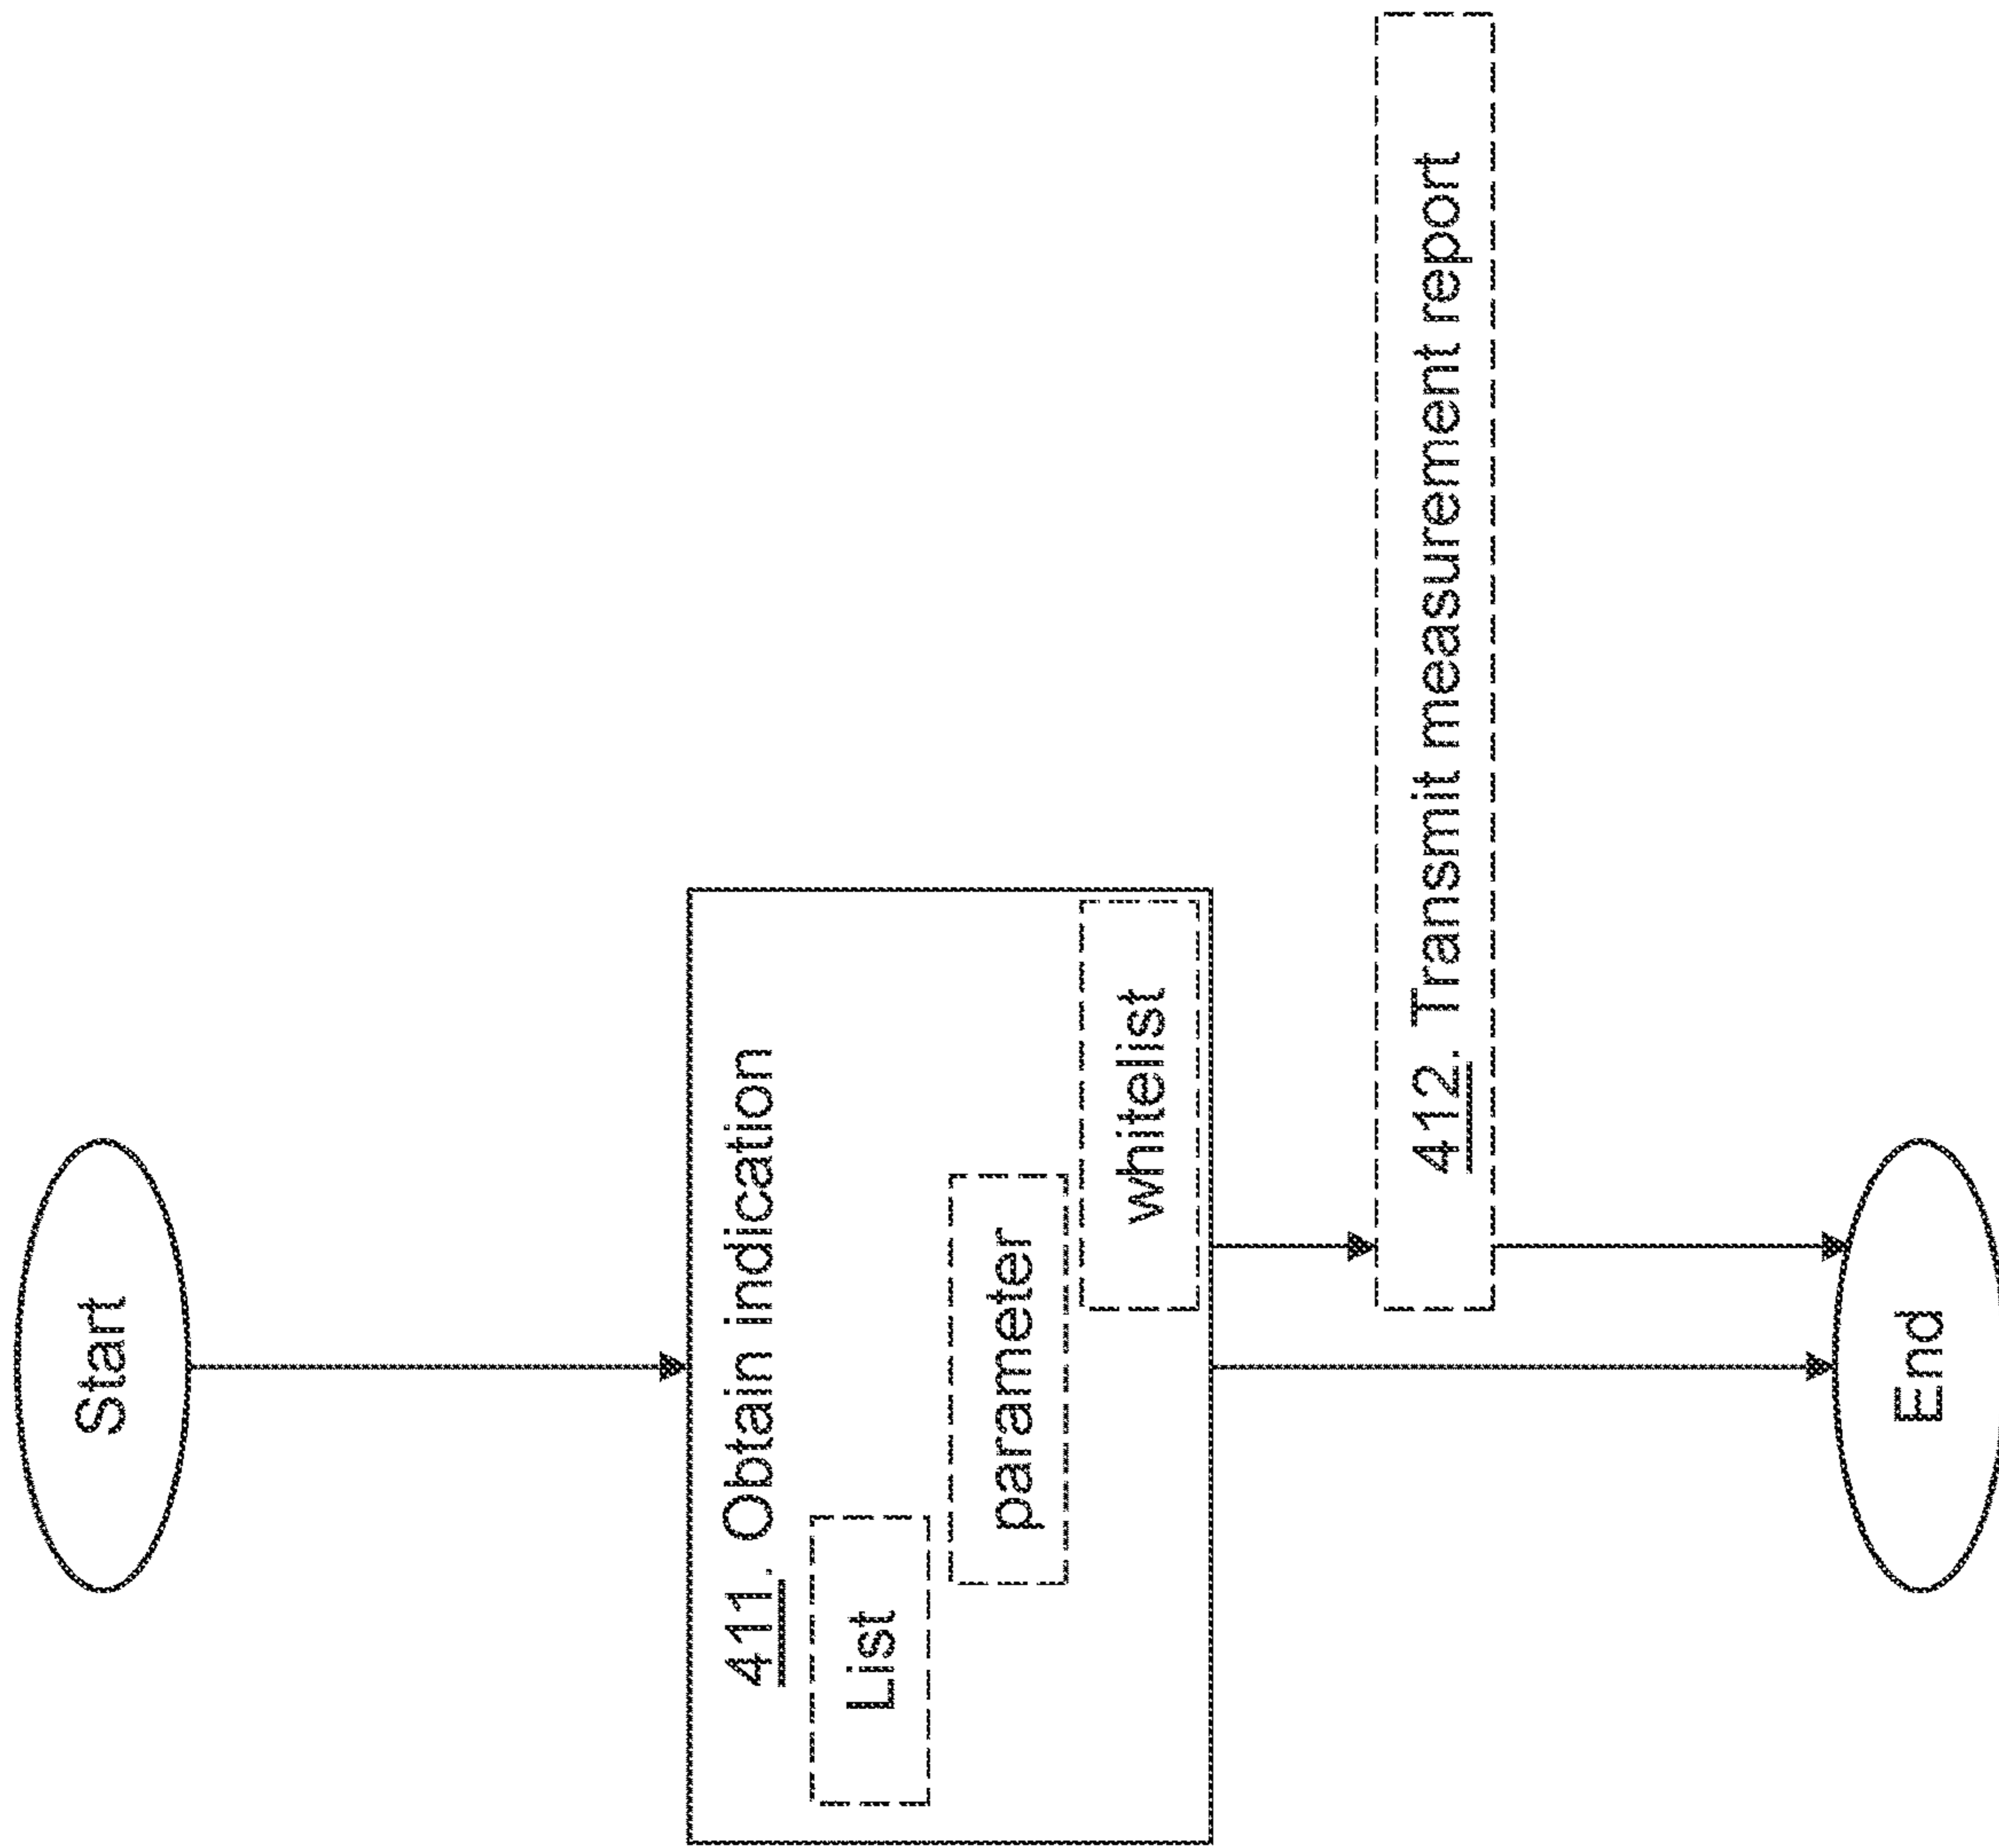 Start
411. Obtain indication
List
parameter
whitelist
412. Transmit measurement report
End